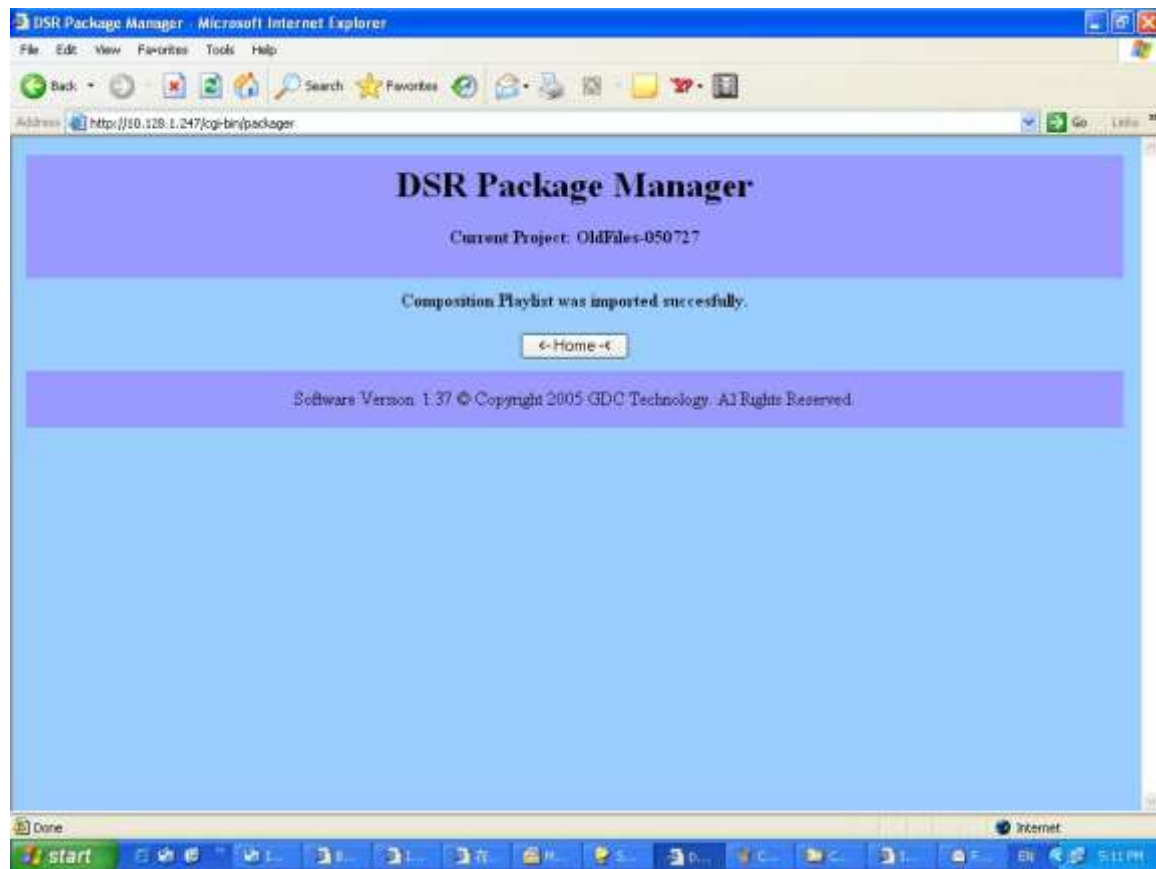 DSR Package Manager - Microsoft Internet Explorer
File Edit View Favorites Tools Help
Back Search Favorites
Address http://10.128.1.247/cgi-bin/packager Go Links
DSR Package Manager
Current Project: OldFiles-050727
Composition Playlist was imported succesfully.
<- Home -<
Software Version 1.37 © Copyright 2005 GDC Technology. All Rights Reserved.
Done Internet
start EN 5:11 PM